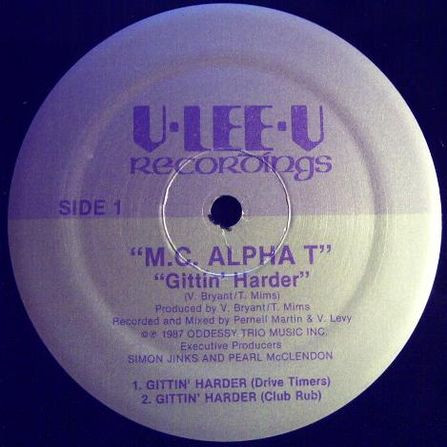 U·LEE·U
RECORDINGS
SIDE 1
"M.C. ALPHA T"
"Gittin' Harder"
(V. Bryant/T. Mims)
Produced by V. Bryant/T. Mims
Recorded and Mixed by Pernell Martin & V. Levy
©℗ 1987 ODDESSY TRIO MUSIC INC.
Executive Producers
SIMON JINKS AND PEARL McCLENDON
1. GITTIN' HARDER (Drive Timers)
2. GITTIN' HARDER (Club Rub)